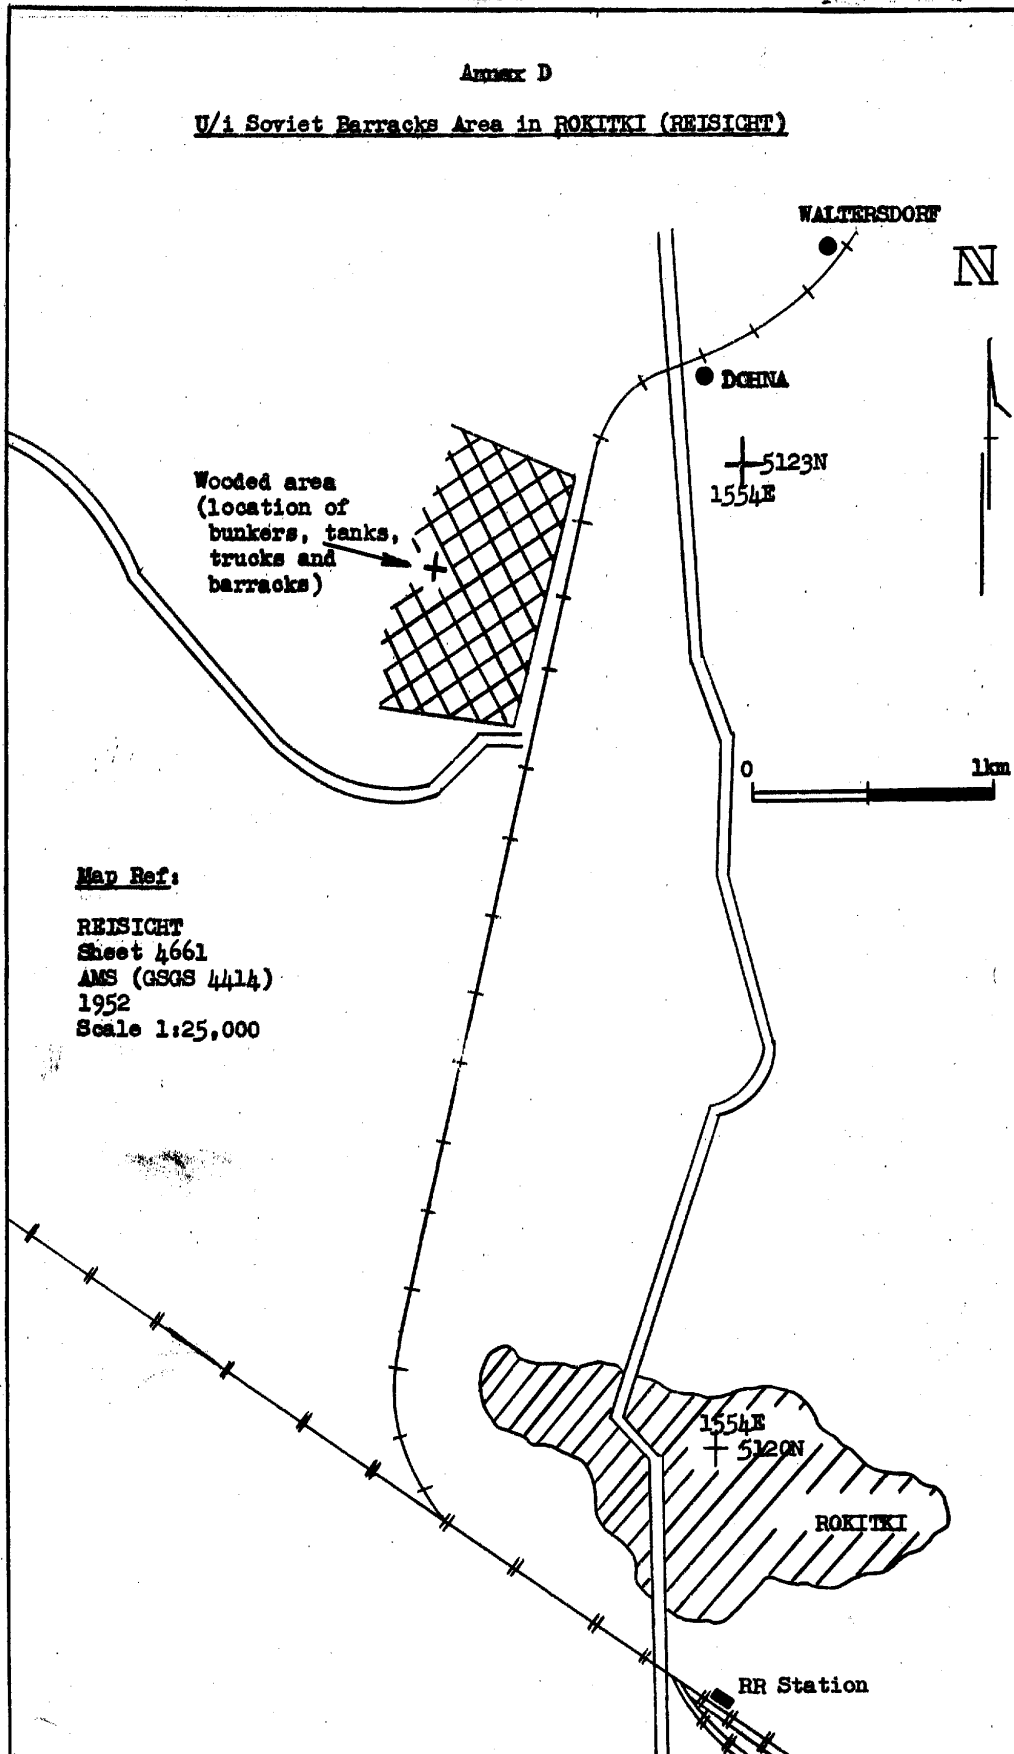 Annex D
U/i Soviet Barracks Area in ROKITKI (REISICHT)
WALTERSDORF
N
DOHNA
5123N
1554E
Wooded area
(location of
bunkers, tanks,
trucks and
barracks)
0 1km
Map Ref:
REISICHT
Sheet 4661
AMS (GSGS 4414)
1952
Scale 1:25,000
1554E
5120N
ROKITKI
RR Station